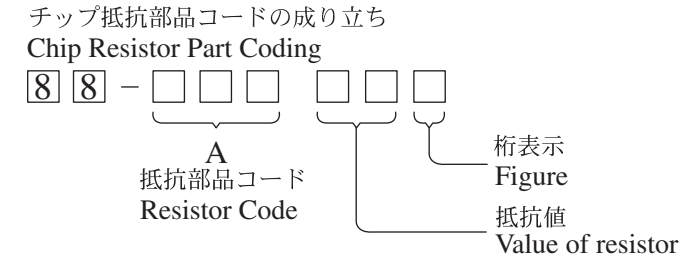 チップ抵抗部品コードの成り立ち
Chip Resistor Part Coding
8 8 – □ □ □ □ □ □
A
抵抗部品コード
Resistor Code
桁表示
Figure
抵抗値
Value of resistor